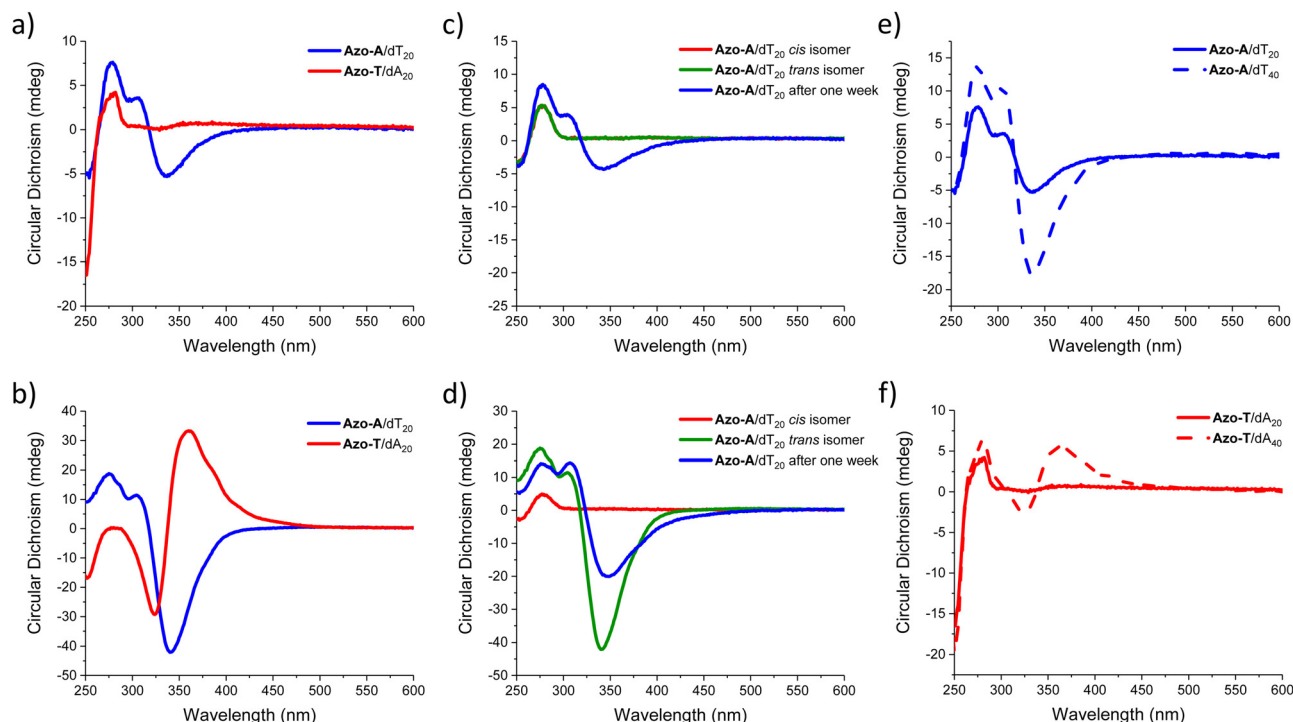 a)
Azo-A/dT20
Azo-T/dA20
Circular Dichroism (mdeg)
10
5
0
-5
-10
-15
-20
250 300 350 400 450 500 550 600
Wavelength (nm)
c)
Azo-A/dT20 cis isomer
Azo-A/dT20 trans isomer
Azo-A/dT20 after one week
Circular Dichroism (mdeg)
15
10
5
0
-5
-10
-15
-20
-25
250 300 350 400 450 500 550 600
Wavelength (nm)
e)
Azo-A/dT20
Azo-A/dT40
Circular Dichroism (mdeg)
15
10
5
0
-5
-10
-15
-20
250 300 350 400 450 500 550 600
Wavelength (nm)
b)
Azo-A/dT20
Azo-T/dA20
Circular Dichroism (mdeg)
40
30
20
10
0
-10
-20
-30
-40
-50
250 300 350 400 450 500 550 600
Wavelength (nm)
d)
Azo-A/dT20 cis isomer
Azo-A/dT20 trans isomer
Azo-A/dT20 after one week
Circular Dichroism (mdeg)
30
20
10
0
-10
-20
-30
-40
-50
250 300 350 400 450 500 550 600
Wavelength (nm)
f)
Azo-T/dA20
Azo-T/dA40
Circular Dichroism (mdeg)
10
5
0
-5
-10
-15
-20
250 300 350 400 450 500 550 600
Wavelength (nm)